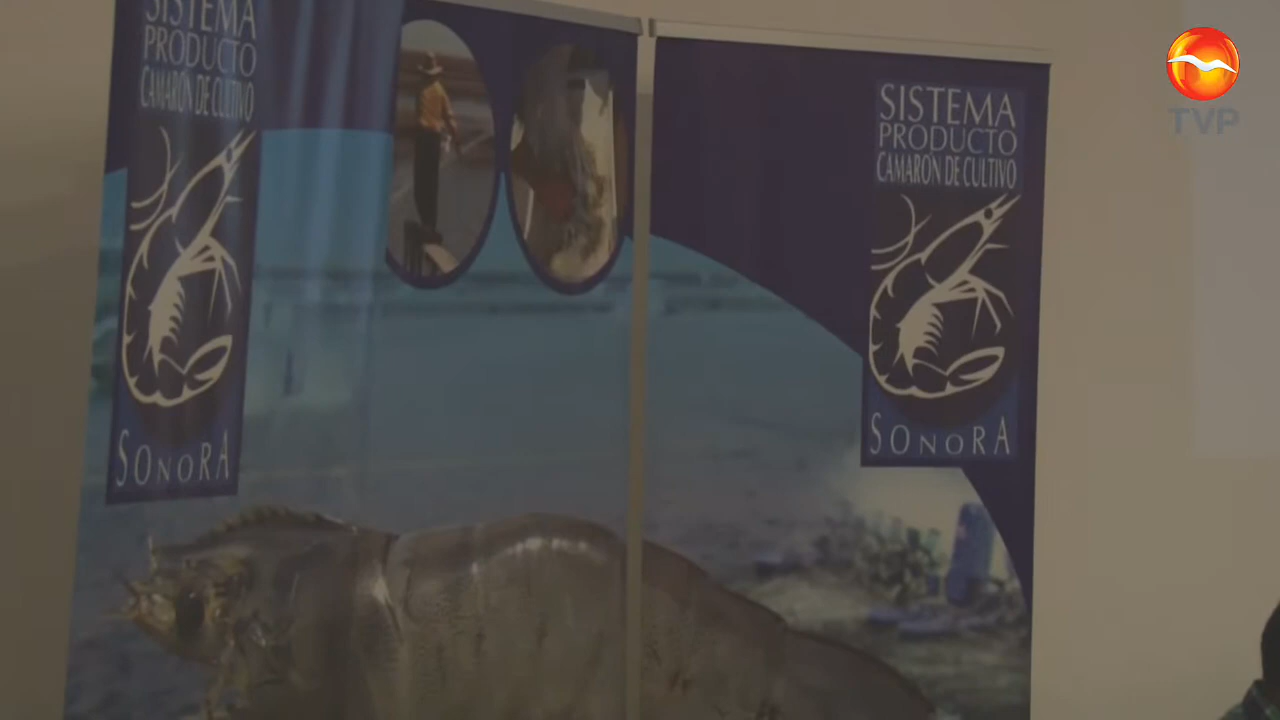 SISTEMA
PRODUCTO
CAMARÓN DE CULTIVO
SONORA
SISTEMA
PRODUCTO
CAMARÓN DE CULTIVO
SONORA
TVP